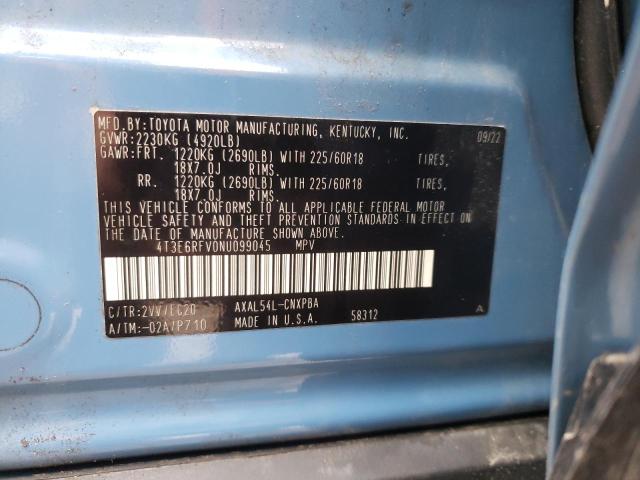 MFD.BY:TOYOTA MOTOR MANUFACTURING, KENTUCKY, INC. 09/22
GVWR:2230KG (4920LB)
GAWR:FRT. 1220KG (2690LB) WITH 225/60R18 TIRES,
18X7.0J RIMS.
RR. 1220KG (2690LB) WITH 225/60R18 TIRES,
18X7.0J RIMS.
THIS VEHICLE CONFORMS TO ALL APPLICABLE FEDERAL MOTOR
VEHICLE SAFETY AND THEFT PREVENTION STANDARDS IN EFFECT ON
THE DATE OF MANUFACTURE SHOWN ABOVE.
4T3E6RFV0NU099045 MPV
C/TR:2VV/EC20 AXAL54L-CNXPBA A
A/TM:-02A/P710 MADE IN U.S.A. 58312